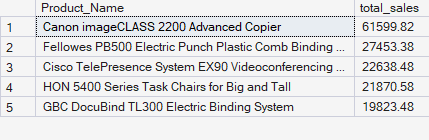 Product_Name total_sales
1 Canon imageCLASS 2200 Advanced Copier 61599.82
2 Fellowes PB500 Electric Punch Plastic Comb Binding ... 27453.38
3 Cisco TelePresence System EX90 Videoconferencing ... 22638.48
4 HON 5400 Series Task Chairs for Big and Tall 21870.58
5 GBC DocuBind TL300 Electric Binding System 19823.48